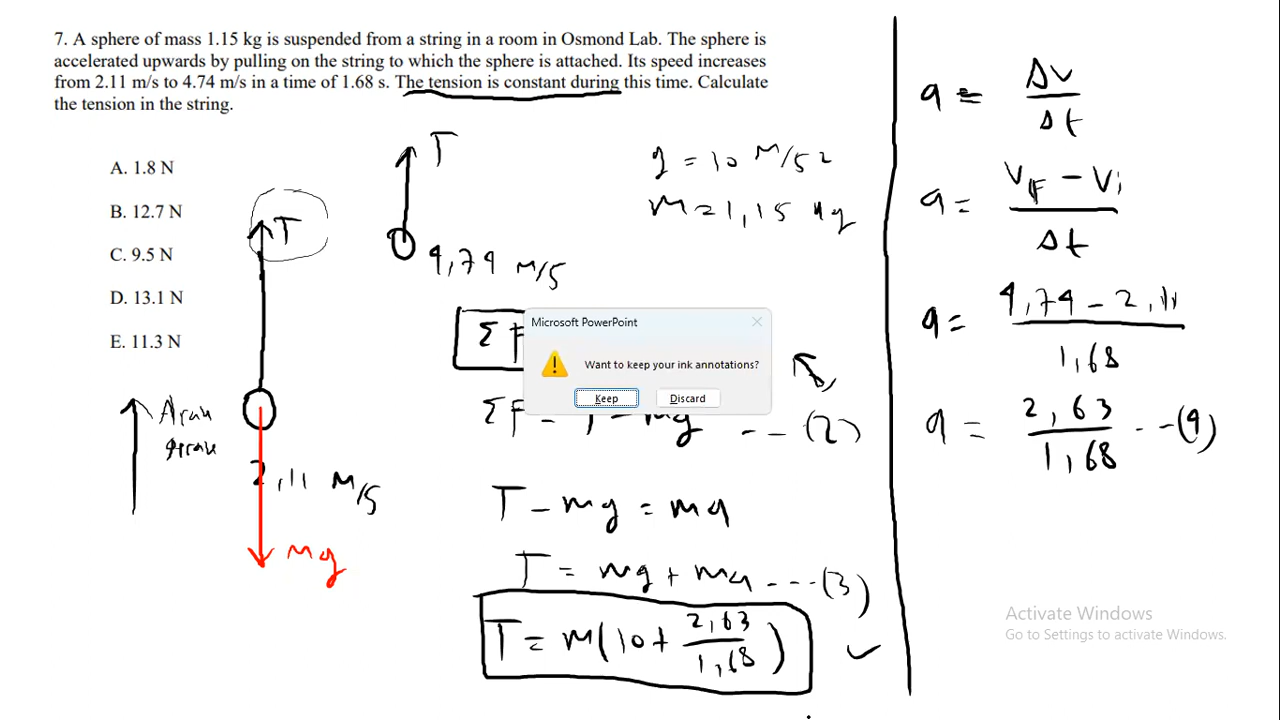 7. A sphere of mass 1.15 kg is suspended from a string in a room in Osmond Lab. The sphere is
accelerated upwards by pulling on the string to which the sphere is attached. Its speed increases
from 2.11 m/s to 4.74 m/s in a time of 1.68 s. The tension is constant during this time. Calculate
the tension in the string.
A. 1.8 N
B. 12.7 N
C. 9.5 N
D. 13.1 N
E. 11.3 N
T
T
4,74 m/s
g = 10 m/s2
m = 1,15 kg
Arah
gerak
2,11 m/s
mg
Σ F
Σ F = T - mg --- (2)
T - mg = ma
T = mg + ma ---- (3)
T = m(10 + 2,63/1,68)
a = Δv/Δt
a = (VF - Vi)/Δt
a = (4,74 - 2,11)/1,68
a = 2,63/1,68 --- (4)
Microsoft PowerPoint
Want to keep your ink annotations?
Keep
Discard
Activate Windows
Go to Settings to activate Windows.